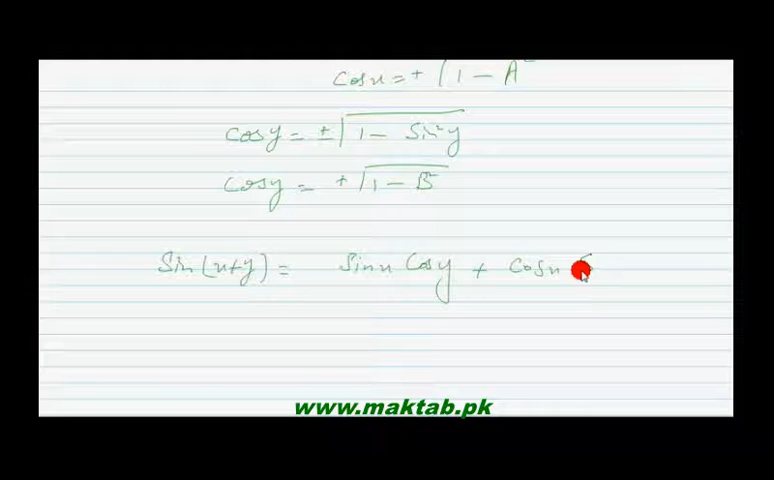 Cosx = + √1 - A²
Cosy = ± √1 - Sin²y
Cosy = + √1 - B²
Sin(x+y) = Sinx Cosy + Cosx S
www.maktab.pk